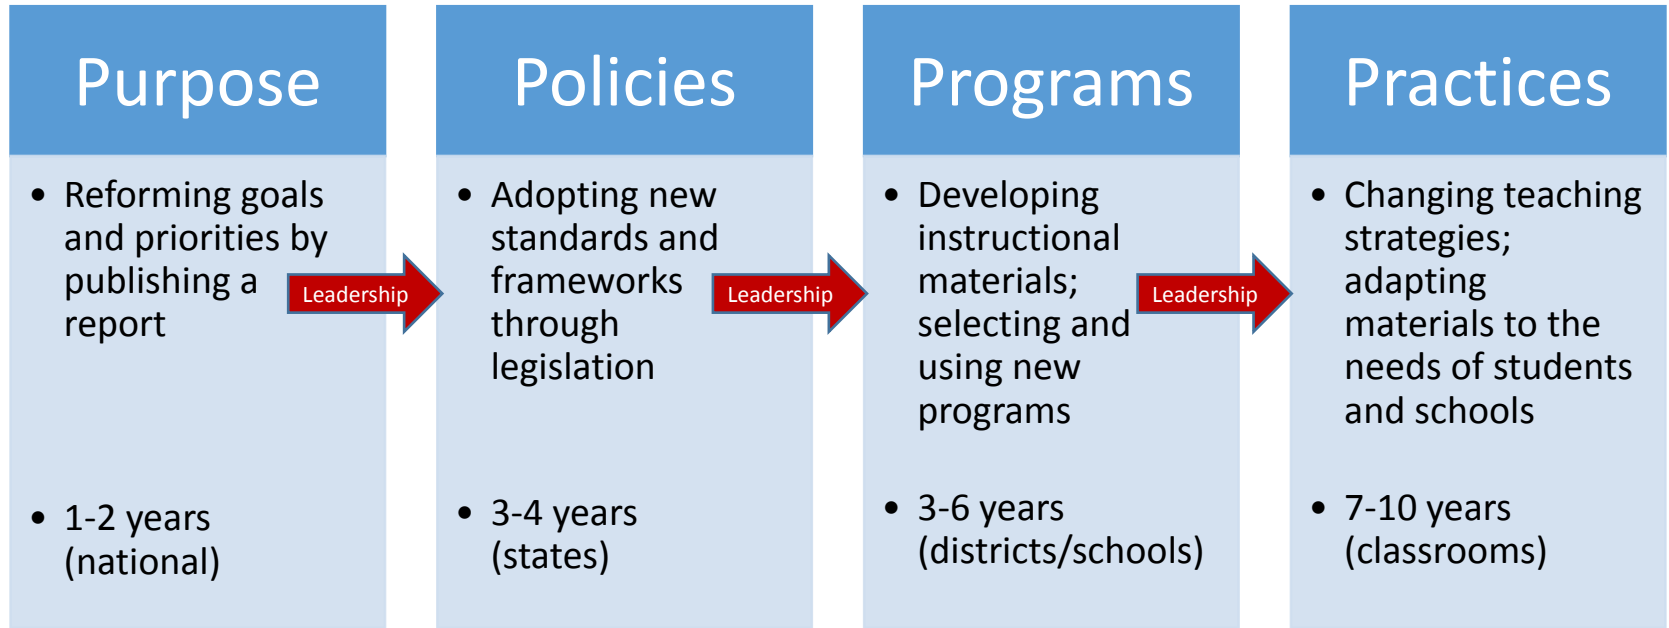 Purpose
• Reforming goals
and priorities by
publishing a
report
• 1-2 years
(national)
Leadership
Policies
• Adopting new
standards and
frameworks
through
legislation
• 3-4 years
(states)
Leadership
Programs
• Developing
instructional
materials;
selecting and
using new
programs
• 3-6 years
(districts/schools)
Leadership
Practices
• Changing teaching
strategies;
adapting
materials to the
needs of students
and schools
• 7-10 years
(classrooms)